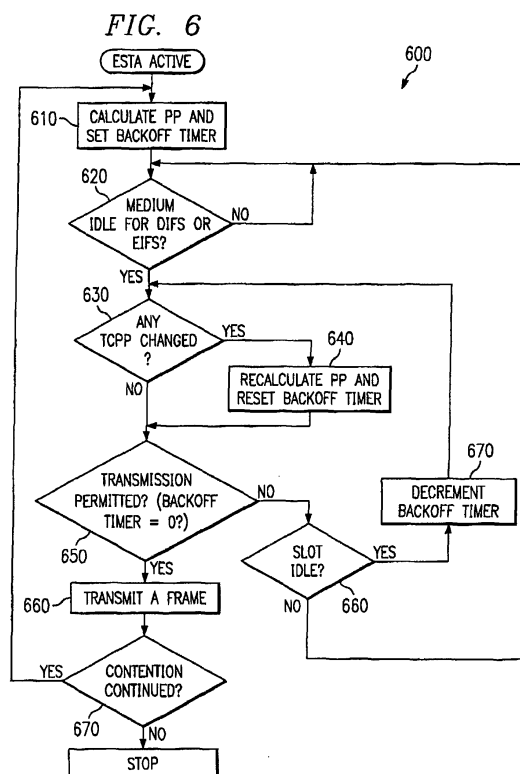 FIG. 6
600
ESTA ACTIVE
610
CALCULATE PP AND
SET BACKOFF TIMER
620
MEDIUM
IDLE FOR DIFS OR
EIFS?
NO
YES
630
ANY
TCPP CHANGED
?
YES
NO
640
RECALCULATE PP AND
RESET BACKOFF TIMER
TRANSMISSION
PERMITTED? (BACKOFF
TIMER = 0?)
NO
650
YES
670
DECREMENT
BACKOFF TIMER
SLOT
IDLE?
YES
660
NO
660
TRANSMIT A FRAME
YES
CONTENTION
CONTINUED?
670
NO
STOP